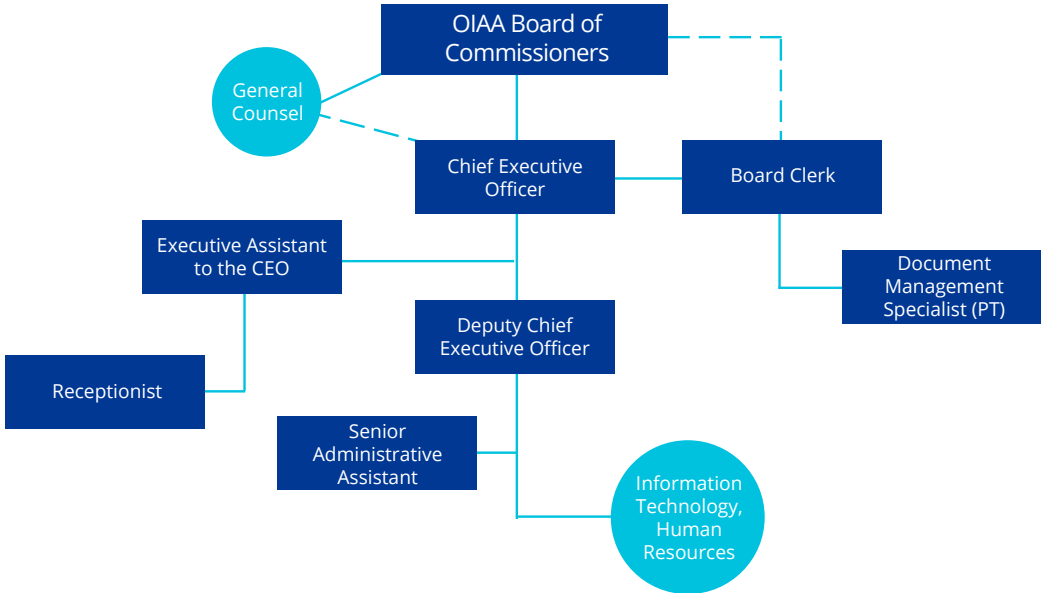 OIAA Board of
Commissioners
General
Counsel
Chief Executive
Officer
Board Clerk
Executive Assistant
to the CEO
Document
Management
Specialist (PT)
Deputy Chief
Executive Officer
Receptionist
Senior
Administrative
Assistant
Information
Technology,
Human
Resources